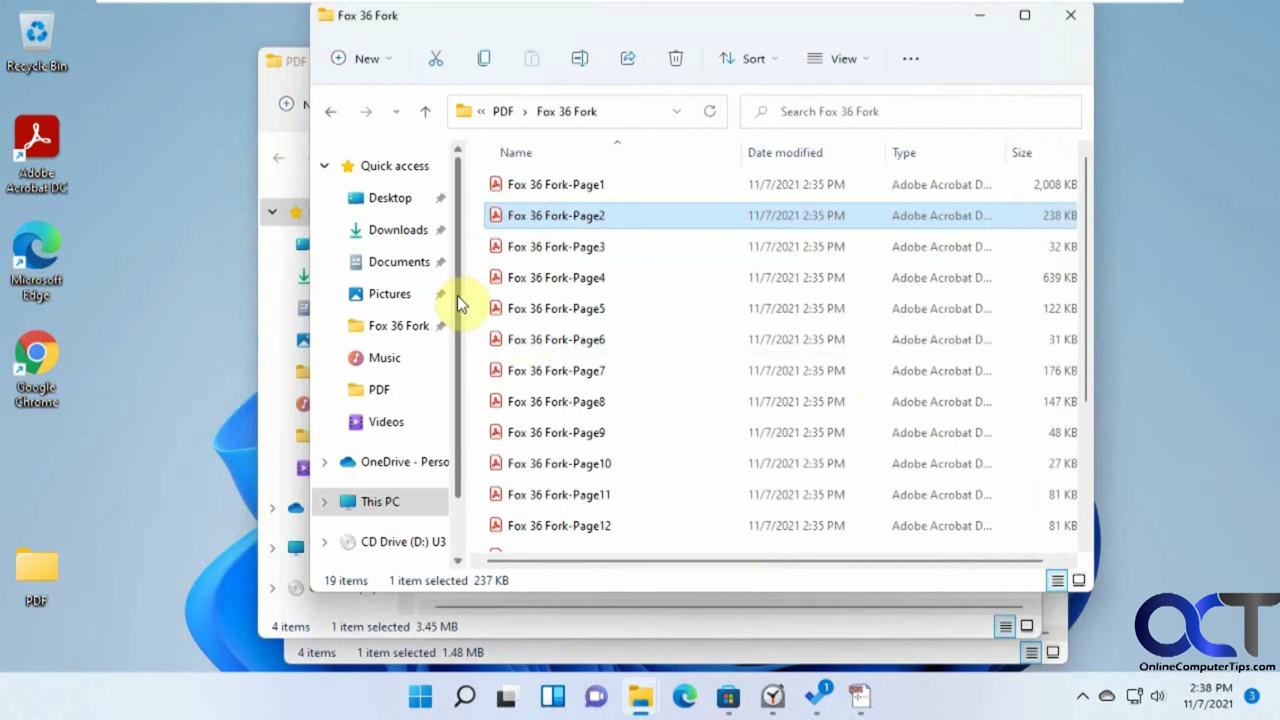 Recycle Bin
Adobe
Acrobat DC
Microsoft
Edge
Google
Chrome
PDF
PDF
4 items 1 item selected 3.45 MB
4 items 1 item selected 1.48 MB
Fox 36 Fork
New Sort View
PDF Fox 36 Fork Search Fox 36 Fork
Quick access
Desktop
Downloads
Documents
Pictures
Fox 36 Fork
Music
PDF
Videos
OneDrive - Perso
This PC
CD Drive (D:) U3
Name Date modified Type Size
Fox 36 Fork-Page1 11/7/2021 2:35 PM Adobe Acrobat D... 2,008 KB
Fox 36 Fork-Page2 11/7/2021 2:35 PM Adobe Acrobat D... 238 KB
Fox 36 Fork-Page3 11/7/2021 2:35 PM Adobe Acrobat D... 32 KB
Fox 36 Fork-Page4 11/7/2021 2:35 PM Adobe Acrobat D... 639 KB
Fox 36 Fork-Page5 11/7/2021 2:35 PM Adobe Acrobat D... 122 KB
Fox 36 Fork-Page6 11/7/2021 2:35 PM Adobe Acrobat D... 31 KB
Fox 36 Fork-Page7 11/7/2021 2:35 PM Adobe Acrobat D... 176 KB
Fox 36 Fork-Page8 11/7/2021 2:35 PM Adobe Acrobat D... 147 KB
Fox 36 Fork-Page9 11/7/2021 2:35 PM Adobe Acrobat D... 48 KB
Fox 36 Fork-Page10 11/7/2021 2:35 PM Adobe Acrobat D... 27 KB
Fox 36 Fork-Page11 11/7/2021 2:35 PM Adobe Acrobat D... 81 KB
Fox 36 Fork-Page12 11/7/2021 2:35 PM Adobe Acrobat D... 81 KB
19 items 1 item selected 237 KB
OCT
OnlineComputerTips.com
1
2:38 PM
11/7/2021
3